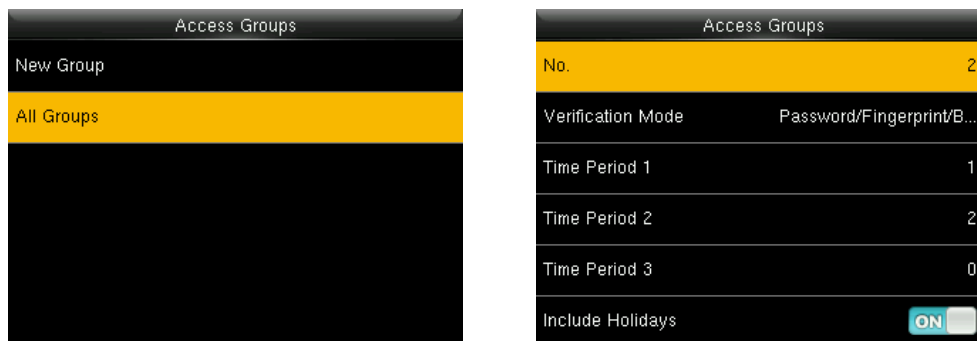 Access Groups
New Group
All Groups
Access Groups
No. 2
Verification Mode Password/Fingerprint/B...
Time Period 1 1
Time Period 2 2
Time Period 3 0
Include Holidays ON